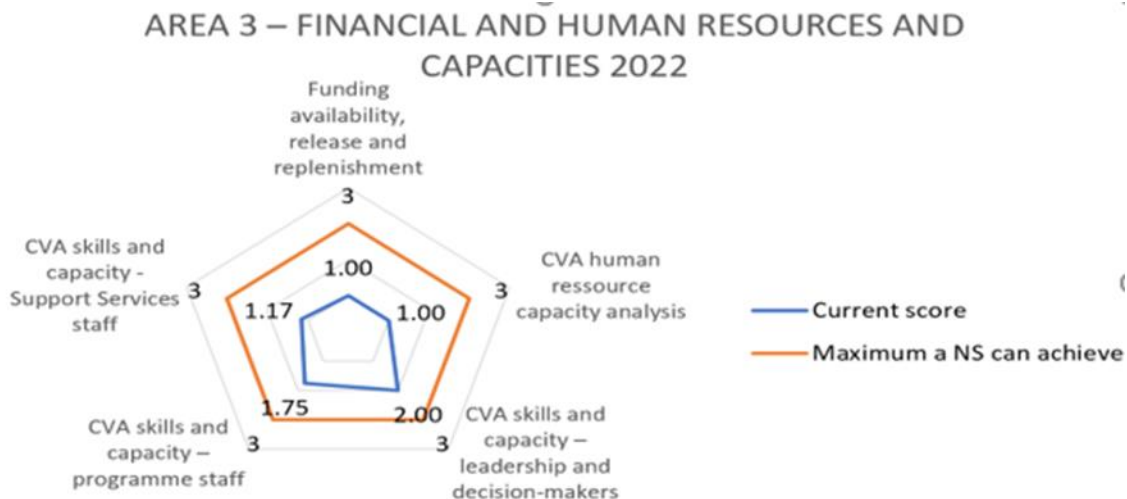 AREA 3 – FINANCIAL AND HUMAN RESOURCES AND
CAPACITIES 2022
Funding
availability,
release and
replenishment
3
1.00
CVA human
ressource
capacity analysis
3
1.00
CVA skills and
capacity –
leadership and
decision-makers
3
2.00
CVA skills and
capacity –
programme staff
3
1.75
CVA skills and
capacity -
Support Services
staff
3
1.17
Current score
Maximum a NS can achieve